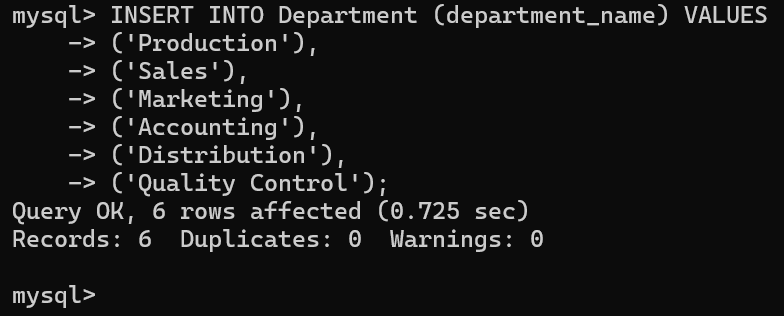 mysql> INSERT INTO Department (department_name) VALUES
    -> ('Production'),
    -> ('Sales'),
    -> ('Marketing'),
    -> ('Accounting'),
    -> ('Distribution'),
    -> ('Quality Control');
Query OK, 6 rows affected (0.725 sec)
Records: 6  Duplicates: 0  Warnings: 0
mysql>